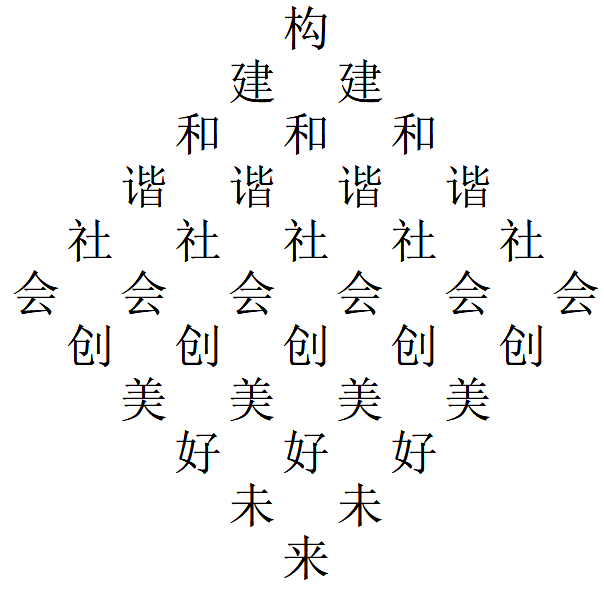 构
建 建
和 和 和
谐 谐 谐 谐
社 社 社 社 社
会 会 会 会 会 会
创 创 创 创 创
美 美 美 美
好 好 好
未 未
来